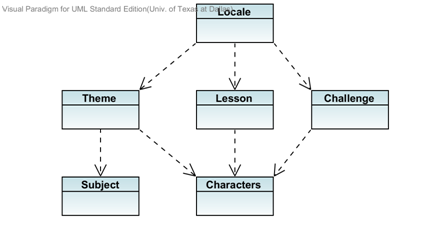 Visual Paradigm for UML Standard Edition(Univ. of Texas at Dallas)
Locale
Theme
Lesson
Challenge
Subject
Characters